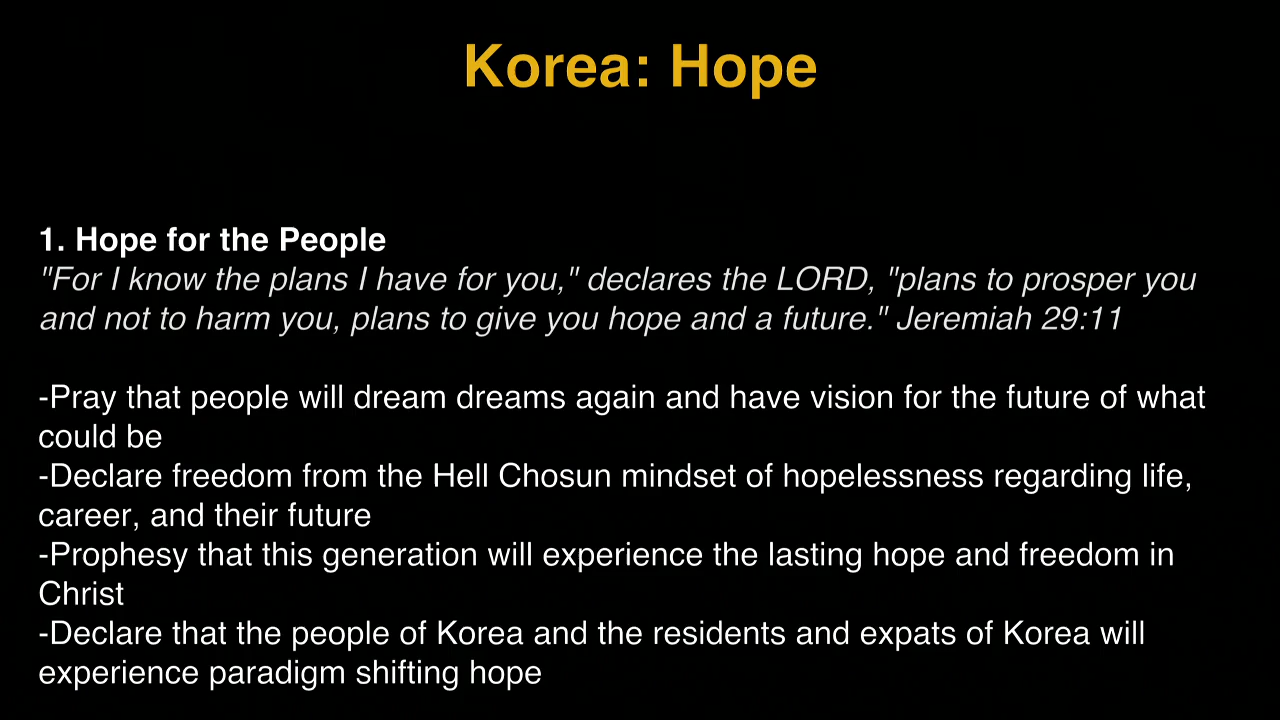 Korea: Hope
1. Hope for the People
"For I know the plans I have for you," declares the LORD, "plans to prosper you
and not to harm you, plans to give you hope and a future." Jeremiah 29:11
-Pray that people will dream dreams again and have vision for the future of what
could be
-Declare freedom from the Hell Chosun mindset of hopelessness regarding life,
career, and their future
-Prophesy that this generation will experience the lasting hope and freedom in
Christ
-Declare that the people of Korea and the residents and expats of Korea will
experience paradigm shifting hope